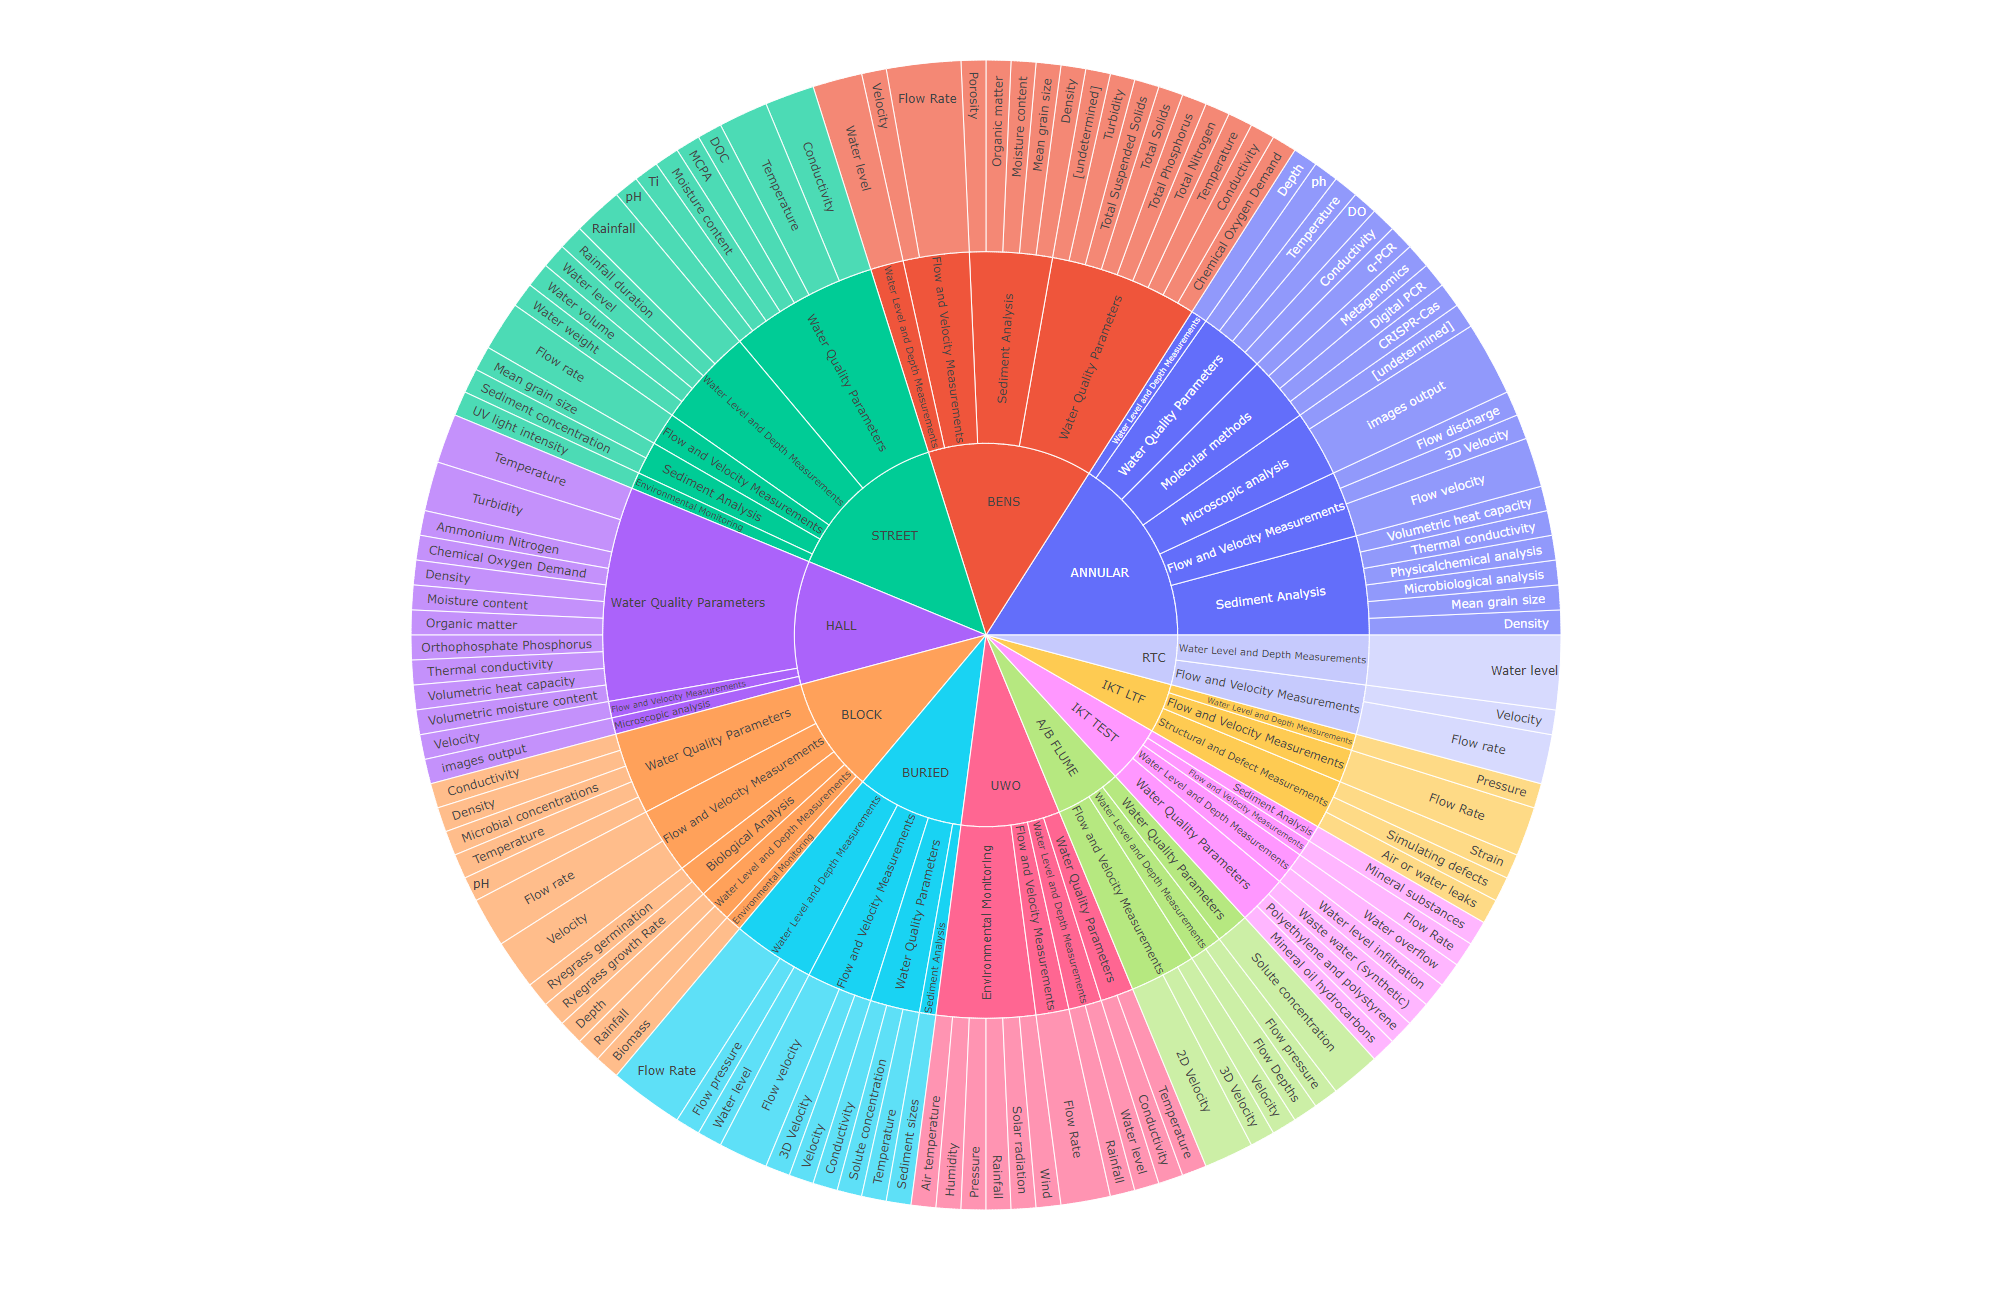 BENS
Water Level and Depth Measurements
Water level
Flow and Velocity Measurements
Velocity
Flow Rate
Sediment Analysis
Porosity
Organic matter
Moisture content
Mean grain size
Density
Water Quality Parameters
[undetermined]
Turbidity
Total Suspended Solids
Total Solids
Total Phosphorus
Total Nitrogen
Temperature
Conductivity
Chemical Oxygen Demand
ANNULAR
Water Level and Depth Measurements
Depth
Water Quality Parameters
ph
Temperature
DO
Conductivity
Molecular methods
q-PCR
Metagenomics
Digital PCR
CRISPR-Cas
Microscopic analysis
[undetermined]
images output
Flow and Velocity Measurements
Flow discharge
3D Velocity
Flow velocity
Sediment Analysis
Volumetric heat capacity
Thermal conductivity
Physicalchemical analysis
Microbiological analysis
Mean grain size
Density
RTC
Water Level and Depth Measurements
Water level
Flow and Velocity Measurements
Velocity
Flow rate
IKT LTF
Water Level and Depth Measurements
Pressure
Flow and Velocity Measurements
Flow Rate
Structural and Defect Measurements
Strain
Simulating defects
Air or water leaks
IKT TEST
Sediment Analysis
Mineral substances
Flow and Velocity Measurements
Flow Rate
Water Level and Depth Measurements
Water overflow
Water level infiltration
Water Quality Parameters
Waste water (synthetic)
Polyethylene and polystyrene
Mineral oil hydrocarbons
A/B FLUME
Water Quality Parameters
Solute concentration
Water Level and Depth Measurements
Flow pressure
Flow Depths
Flow and Velocity Measurements
Velocity
3D Velocity
2D Velocity
UWO
Water Quality Parameters
Temperature
Conductivity
Water Level and Depth Measurements
Water level
Rainfall
Flow and Velocity Measurements
Flow Rate
Environmental Monitoring
Wind
Solar radiation
Rainfall
Pressure
Humidity
Air temperature
BURIED
Sediment Analysis
Sediment sizes
Water Quality Parameters
Temperature
Solute concentration
Conductivity
Flow and Velocity Measurements
Velocity
3D Velocity
Flow velocity
Water Level and Depth Measurements
Water level
Flow pressure
Flow Rate
BLOCK
Environmental Monitoring
Biomass
Rainfall
Water Level and Depth Measurements
Depth
Biological Analysis
Ryegrass growth Rate
Ryegrass germination
Flow and Velocity Measurements
Velocity
Flow rate
Water Quality Parameters
pH
Temperature
Microbial concentrations
Density
Conductivity
HALL
Microscopic analysis
images output
Flow and Velocity Measurements
Velocity
Water Quality Parameters
Volumetric moisture content
Volumetric heat capacity
Thermal conductivity
Orthophosphate Phosphorus
Organic matter
Moisture content
Density
Chemical Oxygen Demand
Ammonium Nitrogen
Turbidity
Temperature
STREET
Environmental Monitoring
UV light intensity
Sediment Analysis
Sediment concentration
Mean grain size
Flow and Velocity Measurements
Flow rate
Water Level and Depth Measurements
Water weight
Water volume
Water level
Rainfall duration
Rainfall
Water Quality Parameters
pH
Ti
Moisture content
MCPA
DOC
Temperature
Conductivity